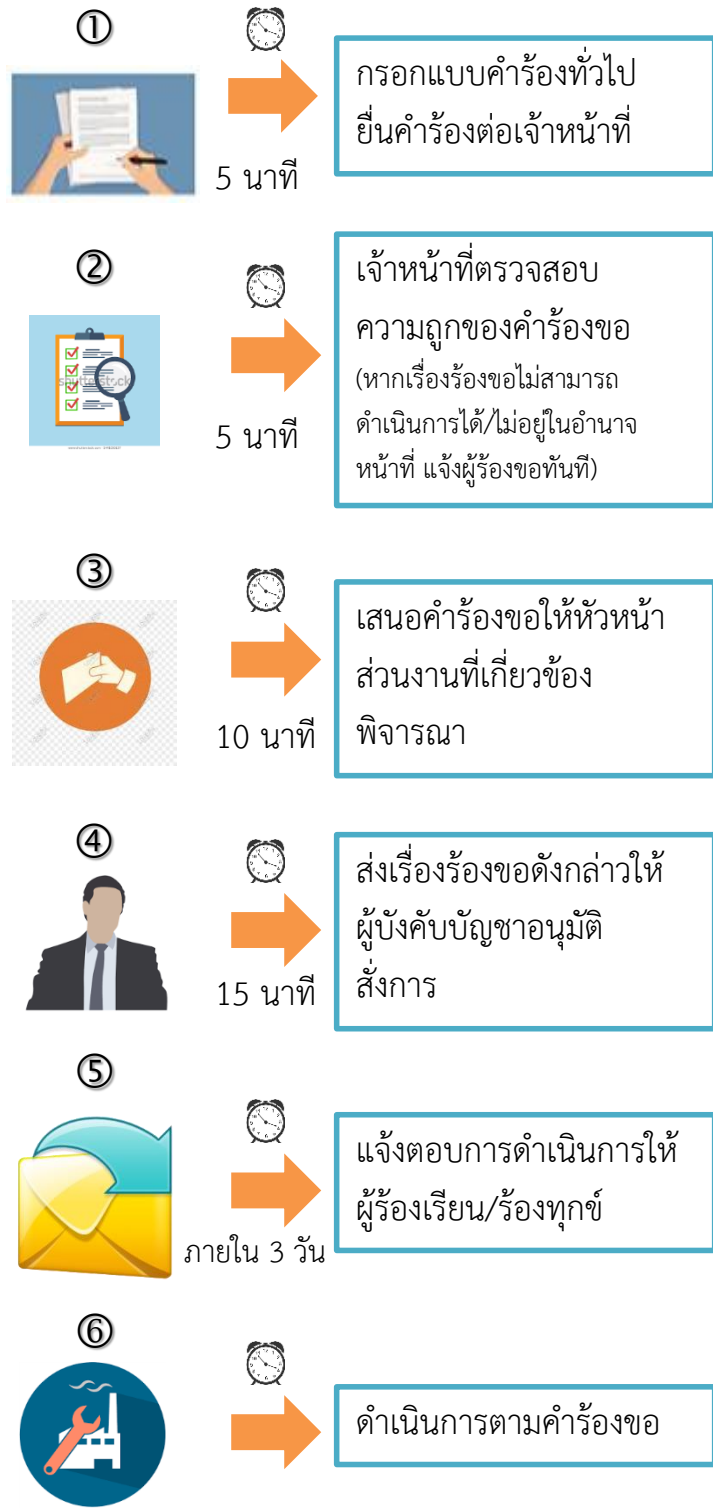 ①
5 นาที
กรอกแบบคำร้องทั่วไป
ยื่นคำร้องต่อเจ้าหน้าที่
②
shutterstock
5 นาที
เจ้าหน้าที่ตรวจสอบ
ความถูกของคำร้องขอ
(หากเรื่องร้องขอไม่สามารถ
ดำเนินการได้/ไม่อยู่ในอำนาจ
หน้าที่ แจ้งผู้ร้องขอทันที)
③
10 นาที
เสนอคำร้องขอให้หัวหน้า
ส่วนงานที่เกี่ยวข้อง
พิจารณา
④
15 นาที
ส่งเรื่องร้องขอดังกล่าวให้
ผู้บังคับบัญชาอนุมัติ
สั่งการ
⑤
ภายใน 3 วัน
แจ้งตอบการดำเนินการให้
ผู้ร้องเรียน/ร้องทุกข์
⑥
ดำเนินการตามคำร้องขอ